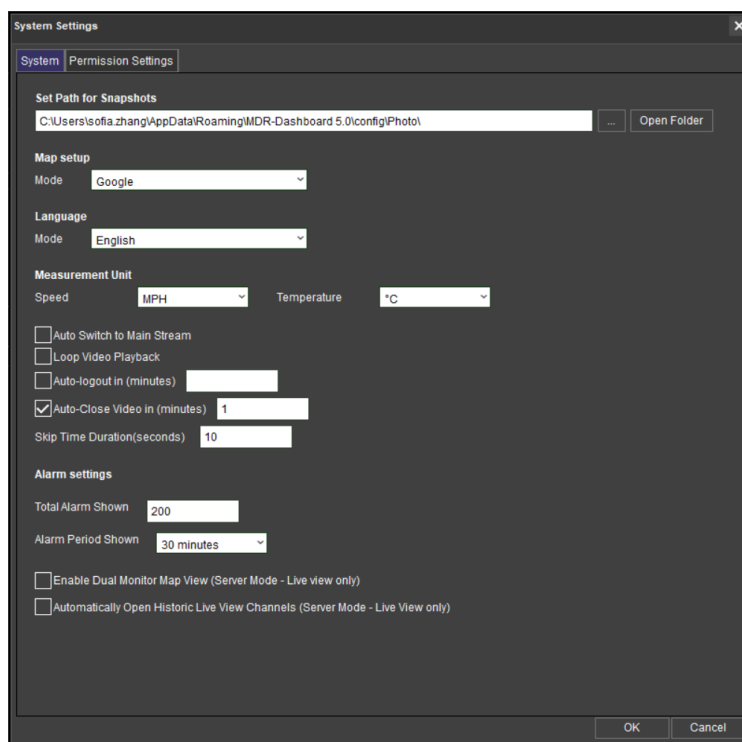 System Settings
System Permission Settings
Set Path for Snapshots
C:\Users\sofia.zhang\AppData\Roaming\MDR-Dashboard 5.0\config\Photo\ ... Open Folder
Map setup
Mode Google
Language
Mode English
Measurement Unit
Speed MPH Temperature °C
Auto Switch to Main Stream
Loop Video Playback
Auto-logout in (minutes)
Auto-Close Video in (minutes) 1
Skip Time Duration(seconds) 10
Alarm settings
Total Alarm Shown 200
Alarm Period Shown 30 minutes
Enable Dual Monitor Map View (Server Mode - Live view only)
Automatically Open Historic Live View Channels (Server Mode - Live View only)
OK Cancel